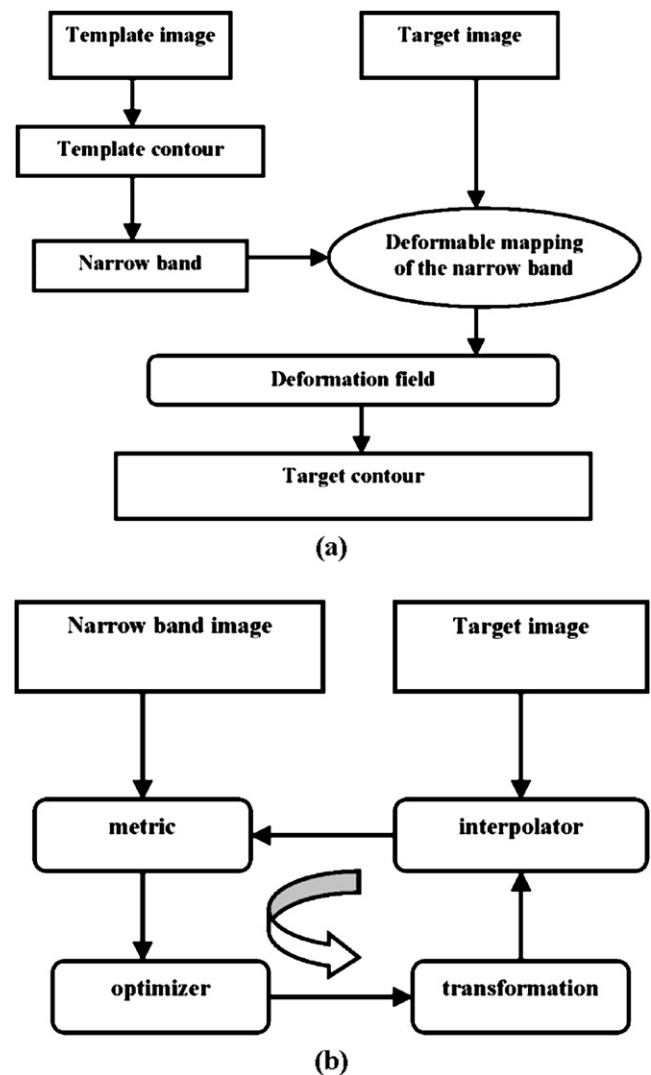 Template image
Target image
Template contour
Narrow band
Deformable mapping
of the narrow band
Deformation field
Target contour
(a)
Narrow band image
Target image
metric
interpolator
optimizer
transformation
(b)